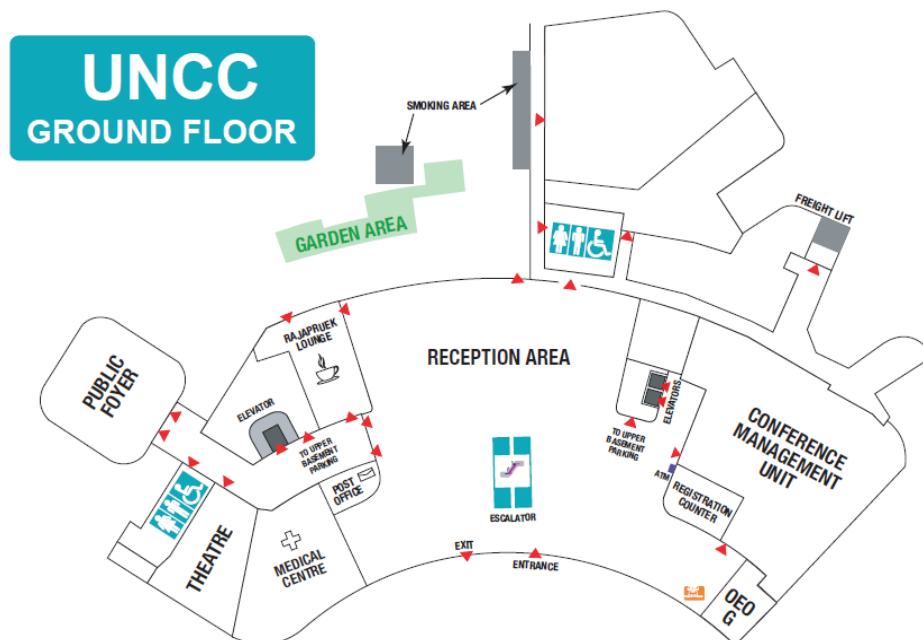 UNCC
GROUND FLOOR
SMOKING AREA
GARDEN AREA
FREIGHT LIFT
RAJAPRUEK
LOUNGE
RECEPTION AREA
PUBLIC
FOYER
ELEVATOR
TO UPPER
BASEMENT
PARKING
ELEVATORS
TO UPPER
BASEMENT
PARKING
CONFERENCE
MANAGEMENT
UNIT
ATM
REGISTRATION
COUNTER
POST
OFFICE
ESCALATOR
THEATRE
MEDICAL
CENTRE
EXIT
ENTRANCE
OEO
G